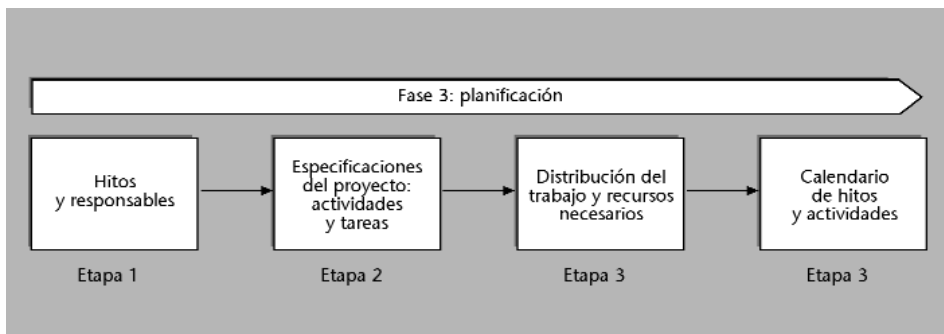 Fase 3: planificación
Hitos
y responsables
Especificaciones
del proyecto:
actividades
y tareas
Distribución del
trabajo y recursos
necesarios
Calendario
de hitos
y actividades
Etapa 1
Etapa 2
Etapa 3
Etapa 3